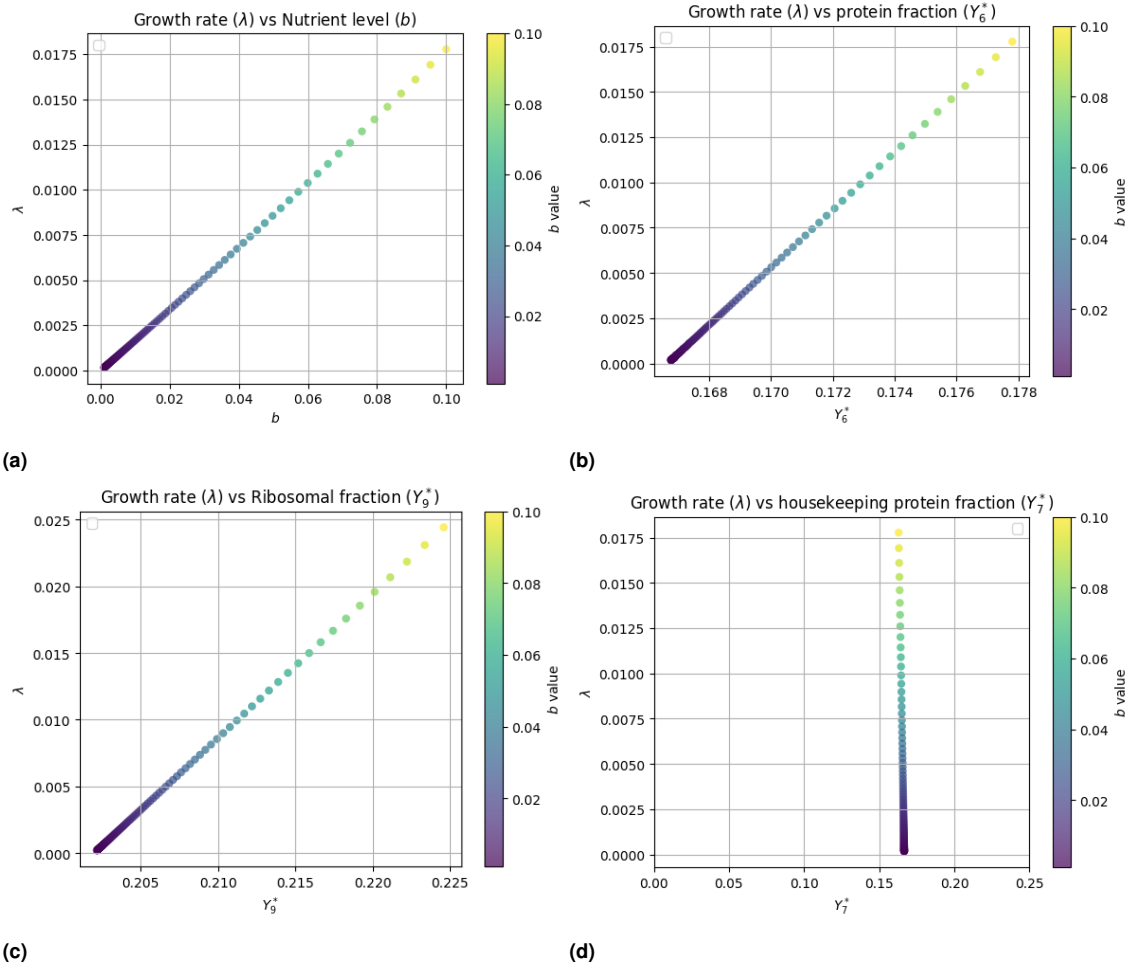 Growth rate (λ) vs Nutrient level (b)
0.0175
0.0150
0.0125
0.0100
0.0075
0.0050
0.0025
0.0000
λ
0.00 0.02 0.04 0.06 0.08 0.10
b
0.10
0.08
0.06
0.04
0.02
b value
(a)
Growth rate (λ) vs protein fraction (Y₆*)
0.0175
0.0150
0.0125
0.0100
0.0075
0.0050
0.0025
0.0000
λ
0.168 0.170 0.172 0.174 0.176 0.178
Y₆*
0.10
0.08
0.06
0.04
0.02
b value
(b)
Growth rate (λ) vs Ribosomal fraction (Y₉*)
0.025
0.020
0.015
0.010
0.005
0.000
λ
0.205 0.210 0.215 0.220 0.225
Y₉*
0.10
0.08
0.06
0.04
0.02
b value
(c)
Growth rate (λ) vs housekeeping protein fraction (Y₇*)
0.0175
0.0150
0.0125
0.0100
0.0075
0.0050
0.0025
0.0000
λ
0.00 0.05 0.10 0.15 0.20 0.25
Y₇*
0.10
0.08
0.06
0.04
0.02
b value
(d)